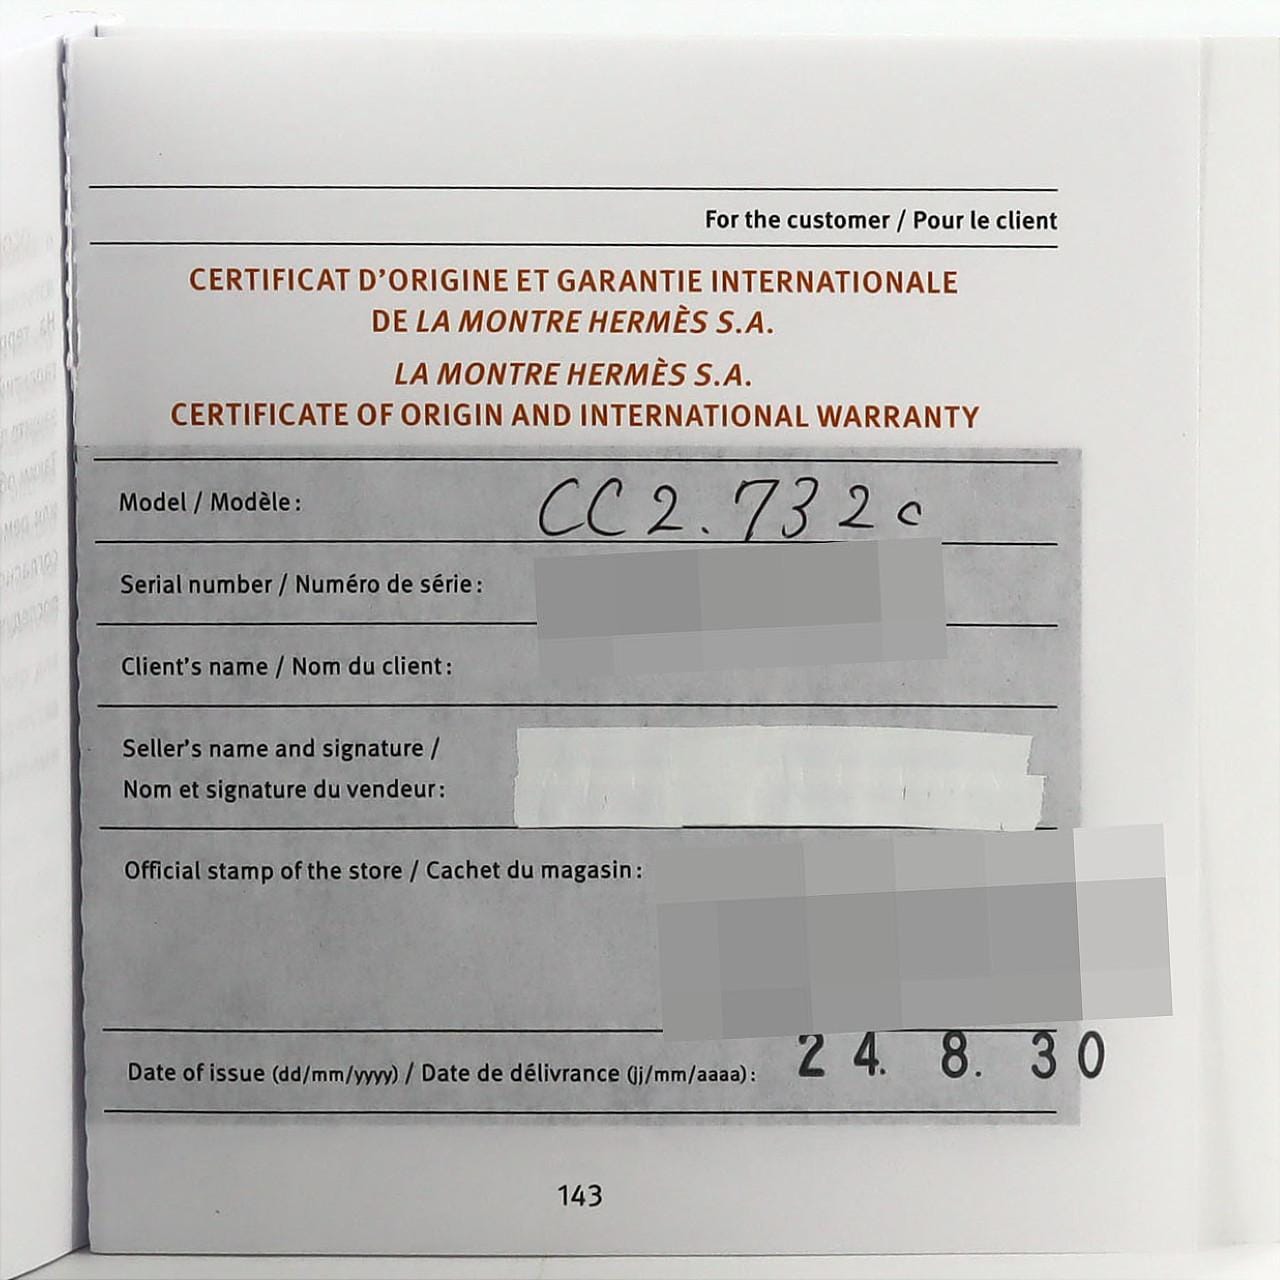 For the customer / Pour le client
CERTIFICAT D'ORIGINE ET GARANTIE INTERNATIONALE
DE LA MONTRE HERMÈS S.A.
LA MONTRE HERMÈS S.A.
CERTIFICATE OF ORIGIN AND INTERNATIONAL WARRANTY
Model / Modèle : CC2.732c
Serial number / Numéro de série :
Client's name / Nom du client :
Seller's name and signature /
Nom et signature du vendeur :
Official stamp of the store / Cachet du magasin :
Date of issue (dd/mm/yyyy) / Date de délivrance (jj/mm/aaaa) : 24. 8. 30
143